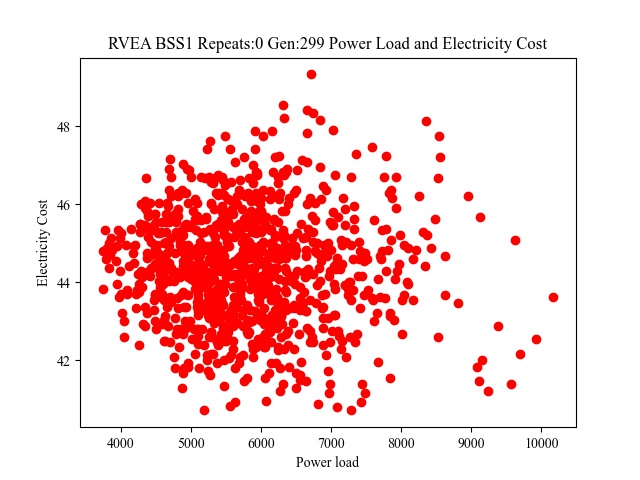 RVEA BSS1 Repeats:0 Gen:299 Power Load and Electricity Cost
48
46
44
42
Electricity Cost
4000 5000 6000 7000 8000 9000 10000
Power load